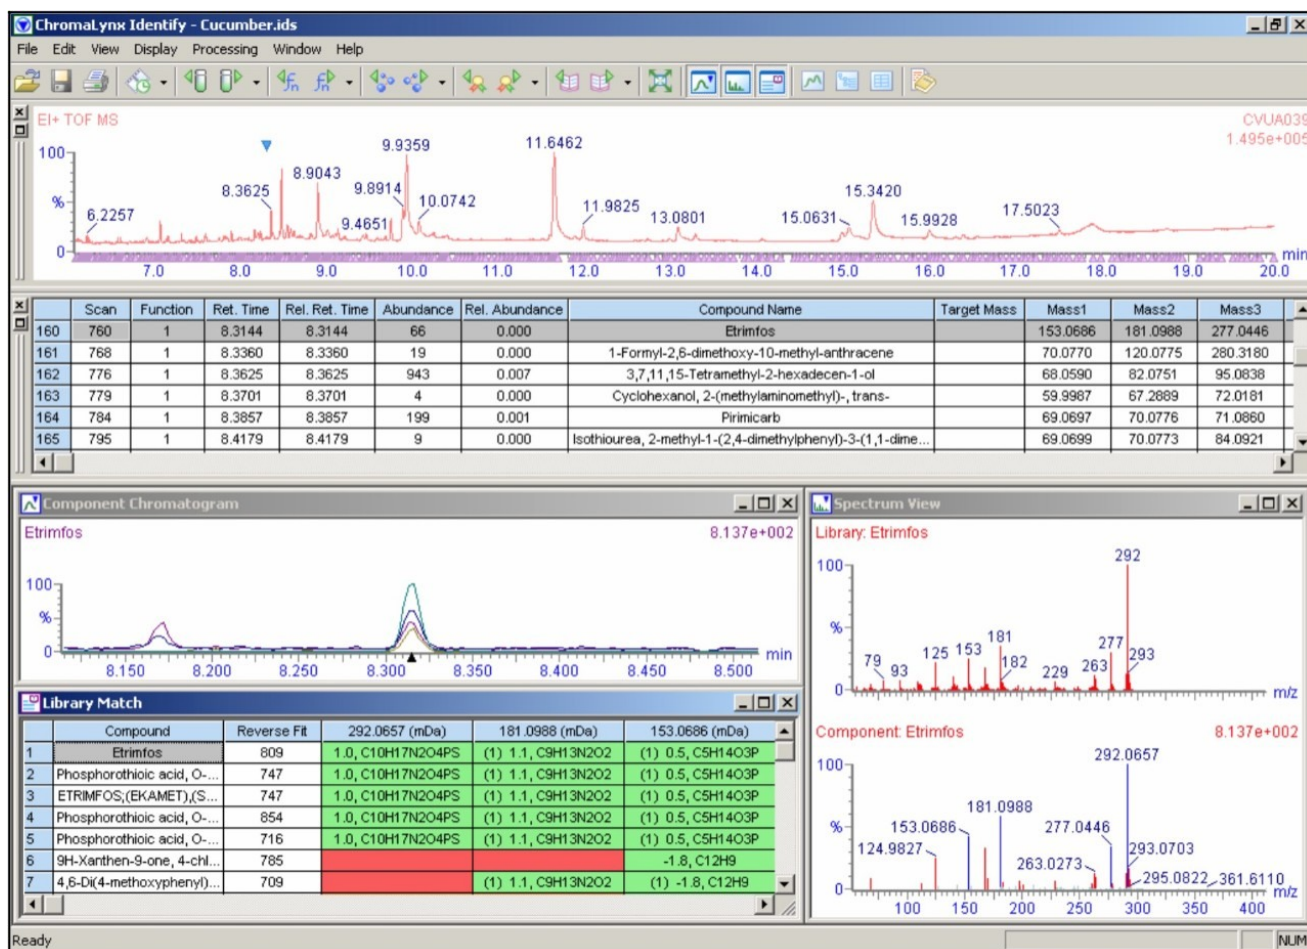 ChromaLynx Identify - Cucumber.ids
File Edit View Display Processing Window Help
EI+ TOF MS
CVUA039
1.495e+005
100
%
0
6.2257
8.3625
8.9043
9.4651
9.8914
9.9359
10.0742
11.6462
11.9825
13.0801
15.0631
15.3420
15.9928
17.5023
7.0 8.0 9.0 10.0 11.0 12.0 13.0 14.0 15.0 16.0 17.0 18.0 19.0 20.0 min
Scan Function Ret. Time Rel. Ret. Time Abundance Rel. Abundance Compound Name Target Mass Mass1 Mass2 Mass3
160 760 1 8.3144 8.3144 66 0.000 Etrimfos 153.0686 181.0988 277.0446
161 768 1 8.3360 8.3360 19 0.000 1-Formyl-2,6-dimethoxy-10-methyl-anthracene 70.0770 120.0775 280.3180
162 776 1 8.3625 8.3625 943 0.007 3,7,11,15-Tetramethyl-2-hexadecen-1-ol 68.0590 82.0751 95.0838
163 779 1 8.3701 8.3701 4 0.000 Cyclohexanol, 2-(methylaminomethyl)-, trans- 59.9987 67.2889 72.0181
164 784 1 8.3857 8.3857 199 0.001 Pirimicarb 69.0697 70.0776 71.0860
165 795 1 8.4179 8.4179 9 0.000 Isothiourea, 2-methyl-1-(2,4-dimethylphenyl)-3-(1,1-dime... 69.0699 70.0773 84.0921
Component Chromatogram
Etrimfos 8.137e+002
100
%
0
8.150 8.200 8.250 8.300 8.350 8.400 8.450 8.500 min
Library Match
Compound Reverse Fit 292.0657 (mDa) 181.0988 (mDa) 153.0686 (mDa)
1 Etrimfos 809 1.0, C10H17N2O4PS (1) 1.1, C9H13N2O2 (1) 0.5, C5H14O3P
2 Phosphorothioic acid, O-... 747 1.0, C10H17N2O4PS (1) 1.1, C9H13N2O2 (1) 0.5, C5H14O3P
3 ETRIMFOS;(EKAMET),(S... 747 1.0, C10H17N2O4PS (1) 1.1, C9H13N2O2 (1) 0.5, C5H14O3P
4 Phosphorothioic acid, O-... 854 1.0, C10H17N2O4PS (1) 1.1, C9H13N2O2 (1) 0.5, C5H14O3P
5 Phosphorothioic acid, O-... 716 1.0, C10H17N2O4PS (1) 1.1, C9H13N2O2 (1) 0.5, C5H14O3P
6 9H-Xanthen-9-one, 4-chl... 785 -1.8, C12H9
7 4,6-Di(4-methoxyphenyl)... 709 (1) 1.1, C9H13N2O2 (1) -1.8, C12H9
Spectrum View
Library: Etrimfos
100
%
0
79
93
125
153
181
182
229
263
277
292
293
m/z
Component: Etrimfos 8.137e+002
100
%
0
124.9827
153.0686
181.0988
263.0273
277.0446
292.0657
293.0703
295.0822
361.6110
100 150 200 250 300 350 400 m/z
Ready
NUM